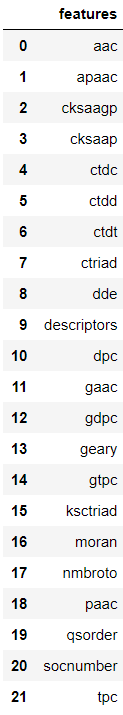 features
0 aac
1 apaac
2 cksaagp
3 cksaap
4 ctdc
5 ctdd
6 ctdt
7 ctriad
8 dde
9 descriptors
10 dpc
11 gaac
12 gdpc
13 geary
14 gtpc
15 ksctriad
16 moran
17 nmbroto
18 paac
19 qsorder
20 socnumber
21 tpc